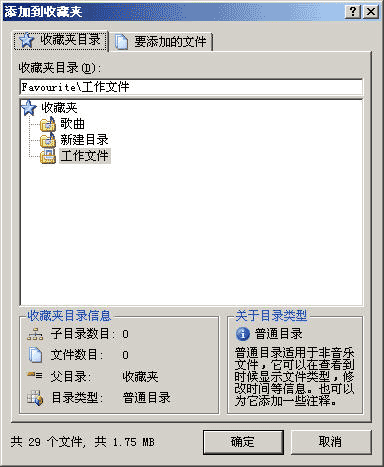 添加到收藏夹
收藏夹目录 要添加的文件
收藏夹目录(D):
Favourite\工作文件
收藏夹
歌曲
新建目录
工作文件
收藏夹目录信息
子目录数目: 0
文件数目: 0
父目录: 收藏夹
目录类型: 普通目录
关于目录类型
普通目录
普通目录适用于非音乐
文件,它可以在查看到
时候显示文件类型,修
改时间等信息。也可以
为它添加一些注释。
共 29 个文件, 共 1.75 MB
确定 取消